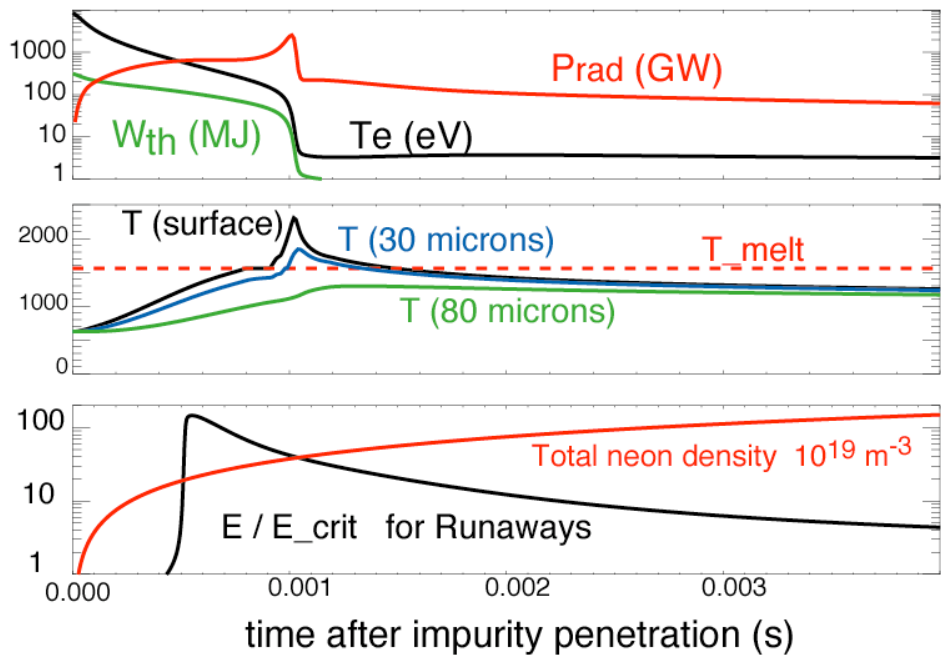 1000
100
10
1
Prad (GW)
Wth (MJ)
Te (eV)
2000
1000
0
T (surface)
T (30 microns)
T_melt
T (80 microns)
100
10
1
Total neon density 10^19 m^-3
E / E_crit for Runaways
0.000 0.001 0.002 0.003
time after impurity penetration (s)